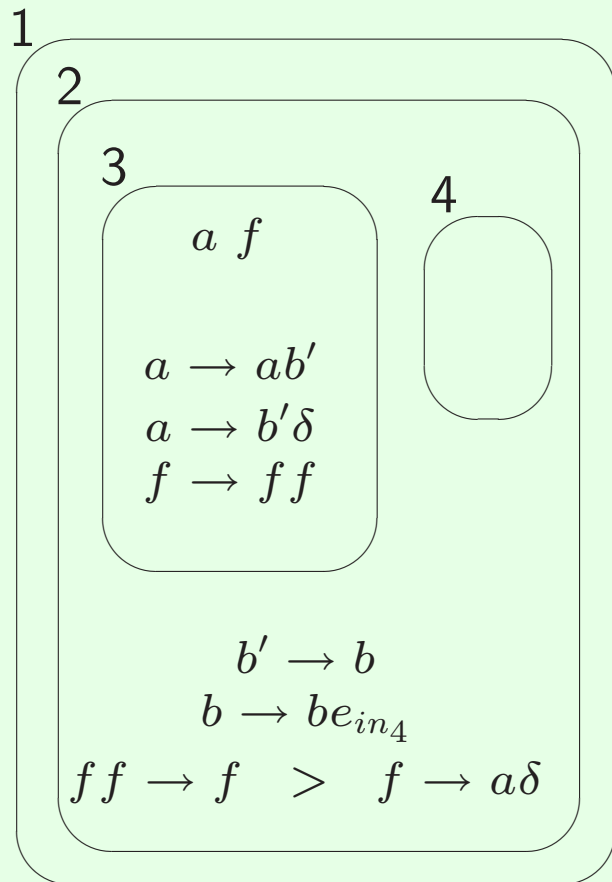 1
2
3
4
a f
a → ab′
a → b′δ
f → ff
b′ → b
b → be_{in_4}
ff → f > f → aδ